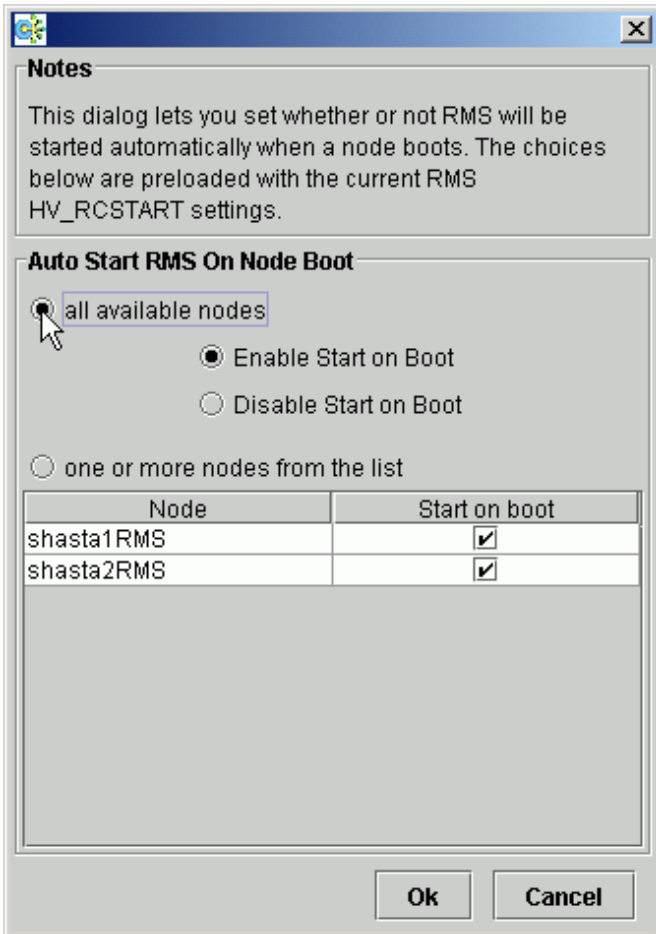 Notes
This dialog lets you set whether or not RMS will be
started automatically when a node boots. The choices
below are preloaded with the current RMS
HV_RCSTART settings.
Auto Start RMS On Node Boot
all available nodes
Enable Start on Boot
Disable Start on Boot
one or more nodes from the list
Node Start on boot
shasta1RMS
shasta2RMS
Ok Cancel